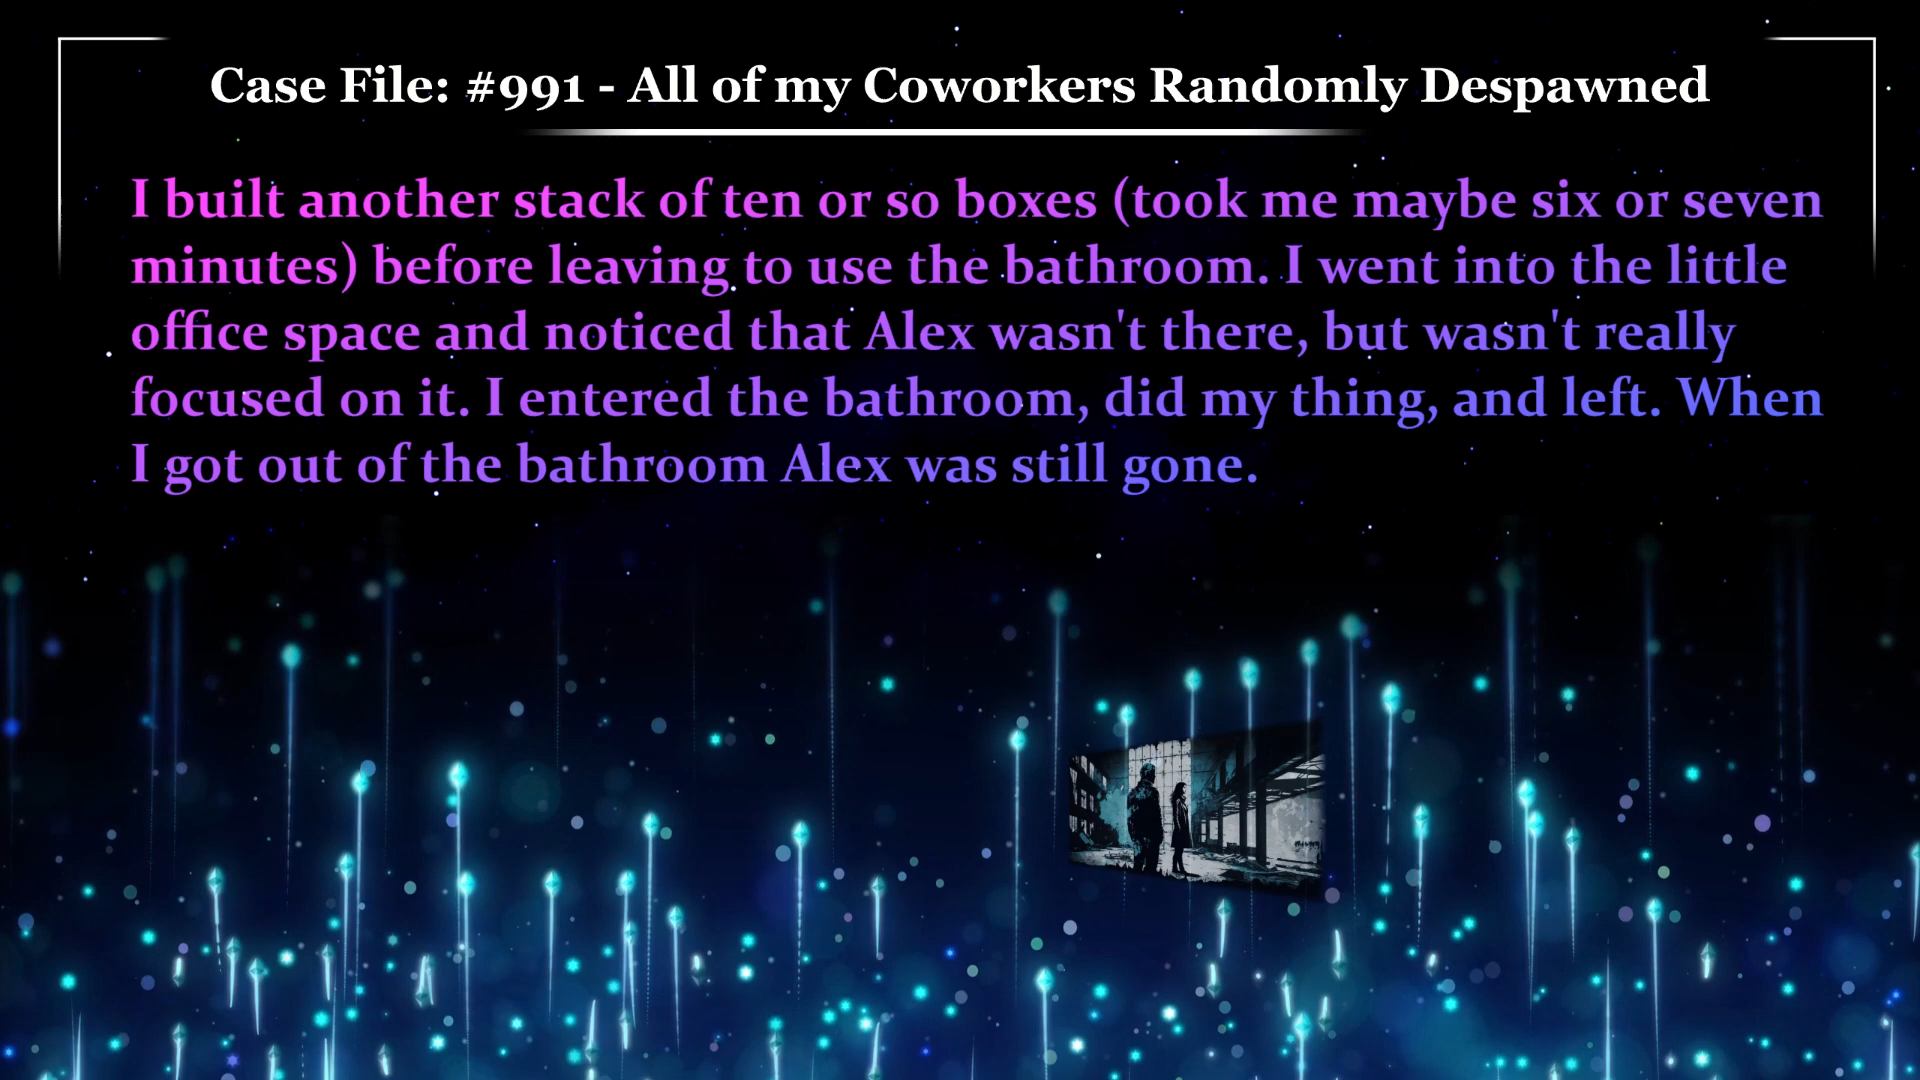 Case File: #991 - All of my Coworkers Randomly Despawned
I built another stack of ten or so boxes (took me maybe six or seven
minutes) before leaving to use the bathroom. I went into the little
office space and noticed that Alex wasn't there, but wasn't really
focused on it. I entered the bathroom, did my thing, and left. When
I got out of the bathroom Alex was still gone.